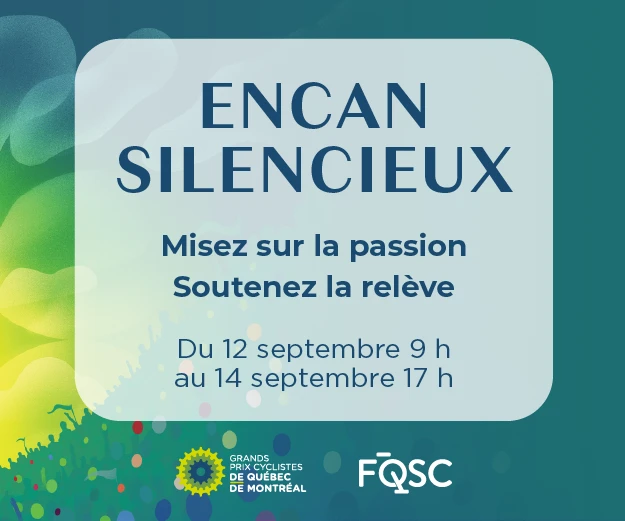 ENCAN
SILENCIEUX
Misez sur la passion
Soutenez la relève
Du 12 septembre 9 h
au 14 septembre 17 h
GRANDS
PRIX CYCLISTES
DE QUÉBEC
DE MONTRÉAL
FQSC